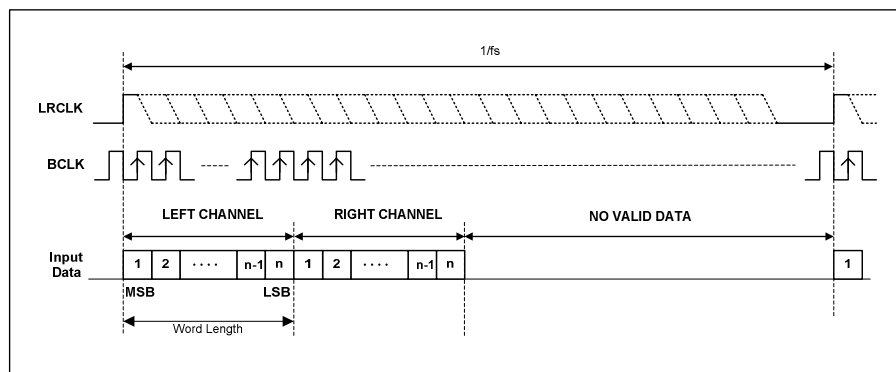 1/fs
LRCLK
BCLK
LEFT CHANNEL RIGHT CHANNEL NO VALID DATA
Input Data 1 2 · · · · n-1 n 1 2 · · · · n-1 n 1
MSB LSB
Word Length